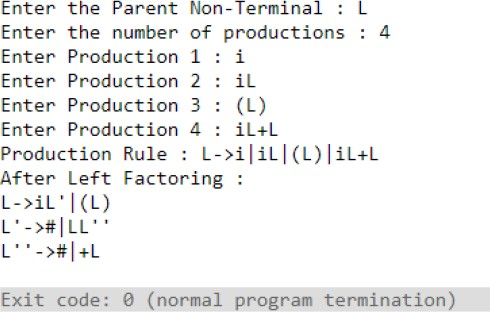 Enter the Parent Non-Terminal : L
Enter the number of productions : 4
Enter Production 1 : i
Enter Production 2 : iL
Enter Production 3 : (L)
Enter Production 4 : iL+L
Production Rule : L->i|iL|(L)|iL+L
After Left Factoring :
L->iL'|(L)
L'->#|LL''
L''->#|+L
Exit code: 0 (normal program termination)